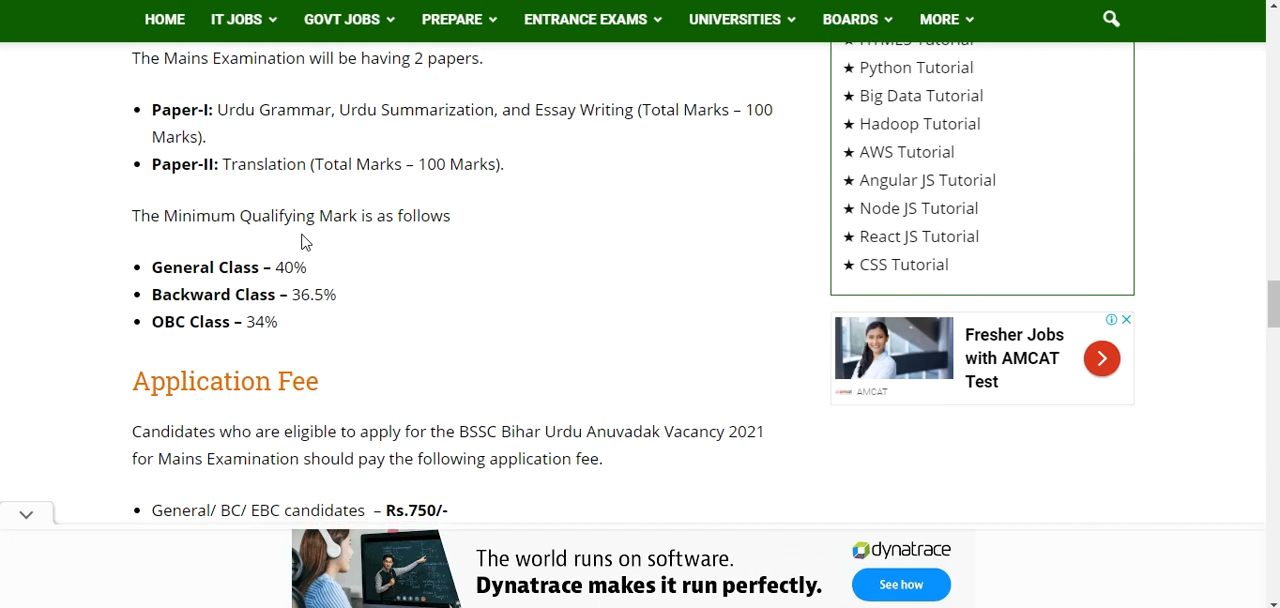 HOME IT JOBS GOVT JOBS PREPARE ENTRANCE EXAMS UNIVERSITIES BOARDS MORE
The Mains Examination will be having 2 papers.
• Paper-I: Urdu Grammar, Urdu Summarization, and Essay Writing (Total Marks – 100
Marks).
• Paper-II: Translation (Total Marks – 100 Marks).
The Minimum Qualifying Mark is as follows
• General Class – 40%
• Backward Class – 36.5%
• OBC Class – 34%
Application Fee
Candidates who are eligible to apply for the BSSC Bihar Urdu Anuvadak Vacancy 2021
for Mains Examination should pay the following application fee.
• General/ BC/ EBC candidates – Rs.750/-
★ HTML5 Tutorial
★ Python Tutorial
★ Big Data Tutorial
★ Hadoop Tutorial
★ AWS Tutorial
★ Angular JS Tutorial
★ Node JS Tutorial
★ React JS Tutorial
★ CSS Tutorial
Fresher Jobs
with AMCAT
Test
AMCAT
The world runs on software.
Dynatrace makes it run perfectly.
dynatrace
See how